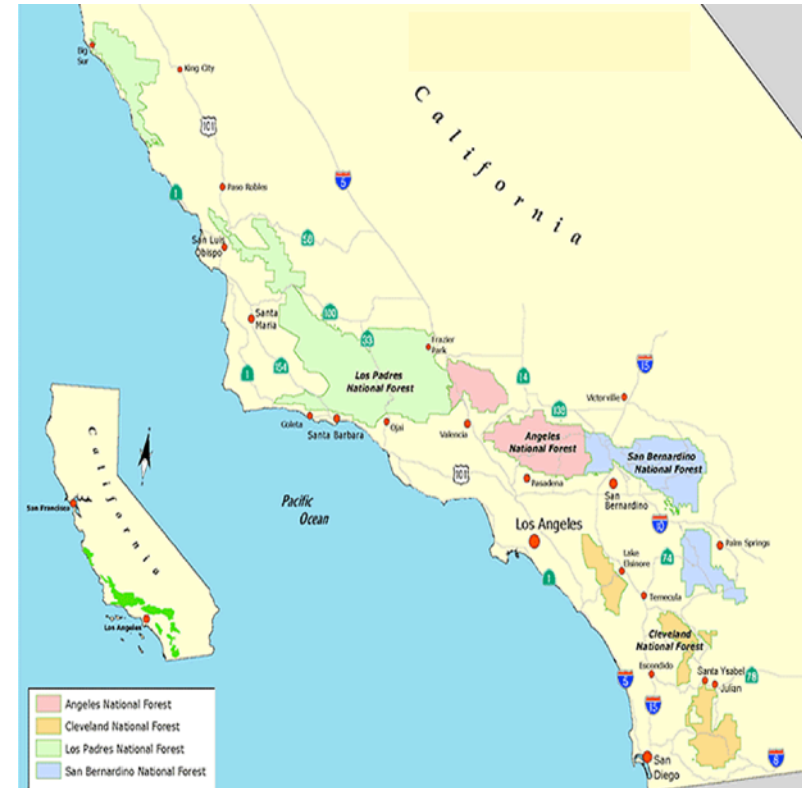 Big
Sur
King City
California
101
5
1
Paso Robles
San Luis
Obispo
58
Santa
Maria
166
33
Frazier
Park
1
154
Los Padres
National Forest
14
15
Victorville
138
Goleta
Santa Barbara
Ojai
Valencia
Angeles
National Forest
San Bernardino
National Forest
101
Pasadena
San
Bernardino
Pacific
Ocean
Los Angeles
10
Palm Springs
Lake
Elsinore
74
1
Temecula
Cleveland
National Forest
Escondido
Santa Ysabel
Julian
78
5
15
San
Diego
8
California
San Francisco
Los Angeles
Angeles National Forest
Cleveland National Forest
Los Padres National Forest
San Bernardino National Forest